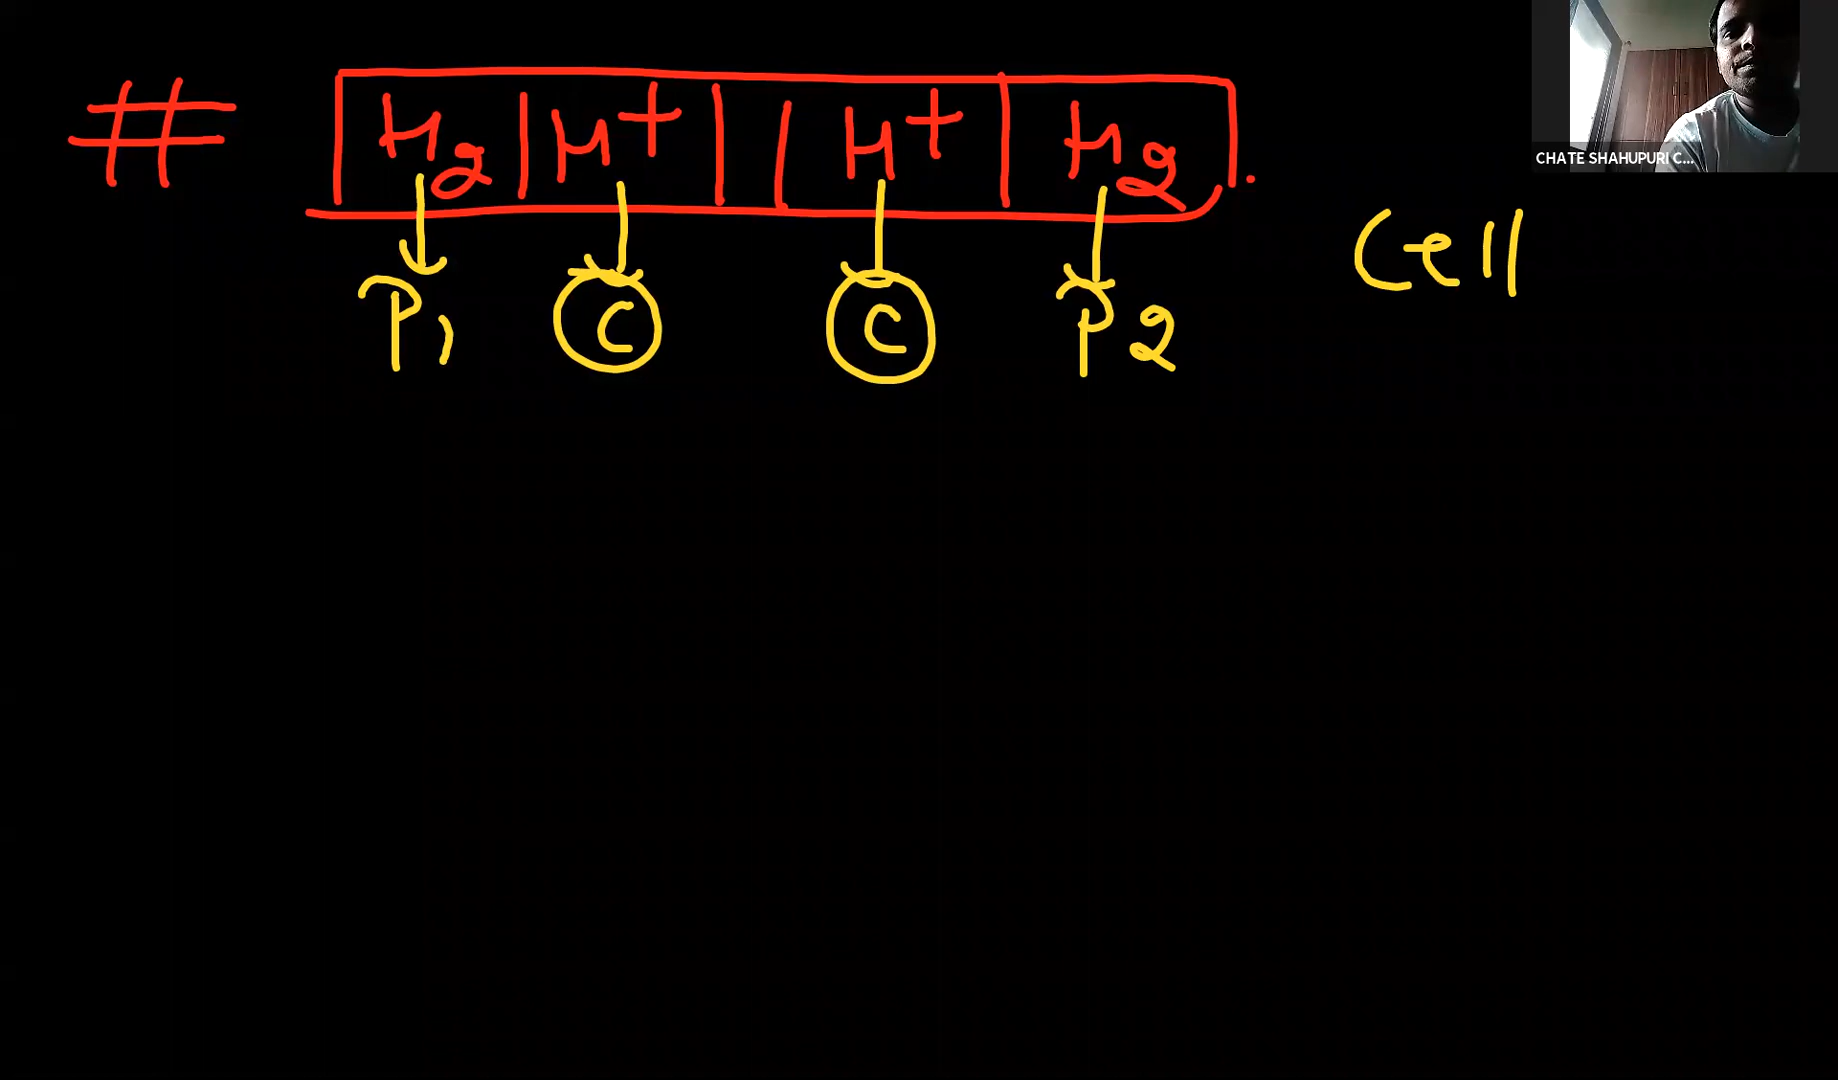 # H2 | H+ | | H+ | H2 .
CHATE SHAHUPURI C...
Cell
P1 C C P2